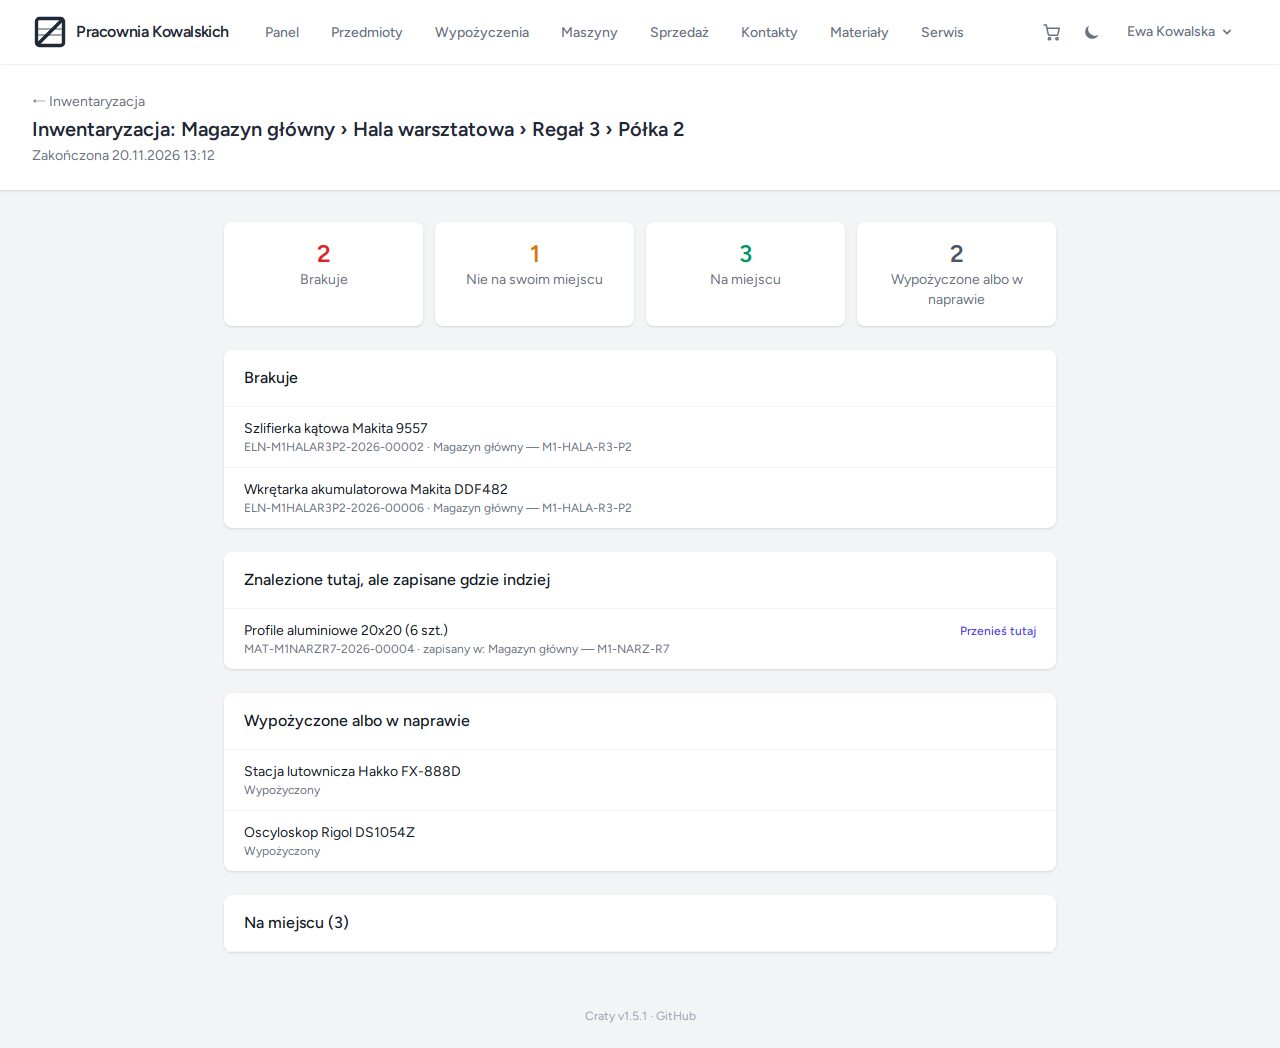 Pracownia Kowalskich Panel Przedmioty Wypożyczenia Maszyny Sprzedaż Kontakty Materiały Serwis Ewa Kowalska
← Inwentaryzacja
Inwentaryzacja: Magazyn główny › Hala warsztatowa › Regał 3 › Półka 2
Zakończona 20.11.2026 13:12
2
Brakuje
1
Nie na swoim miejscu
3
Na miejscu
2
Wypożyczone albo w
naprawie
Brakuje
Szlifierka kątowa Makita 9557
ELN-M1HALAR3P2-2026-00002 · Magazyn główny — M1-HALA-R3-P2
Wkrętarka akumulatorowa Makita DDF482
ELN-M1HALAR3P2-2026-00006 · Magazyn główny — M1-HALA-R3-P2
Znalezione tutaj, ale zapisane gdzie indziej
Profile aluminiowe 20x20 (6 szt.) Przenieś tutaj
MAT-M1NARZR7-2026-00004 · zapisany w: Magazyn główny — M1-NARZ-R7
Wypożyczone albo w naprawie
Stacja lutownicza Hakko FX-888D
Wypożyczony
Oscyloskop Rigol DS1054Z
Wypożyczony
Na miejscu (3)
Craty v1.5.1 · GitHub